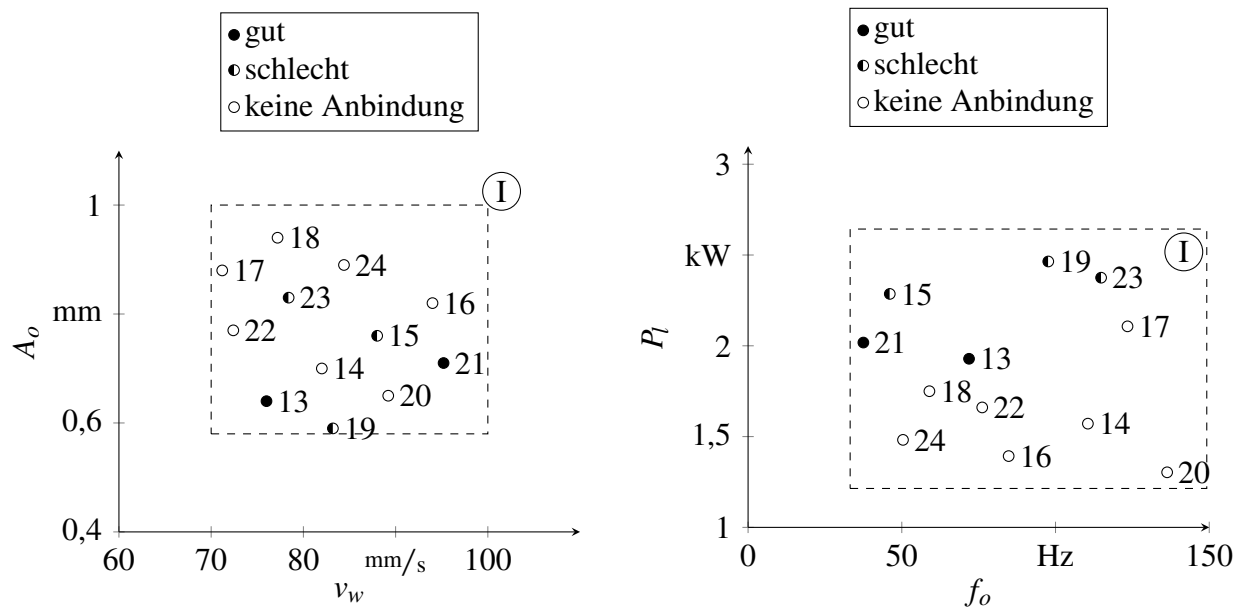 gut
schlecht
keine Anbindung
1
mm
0,6
0,4
A_o
60
70
80
mm/s
100
v_w
I
18
24
17
23
16
22
15
14
21
13
20
19
gut
schlecht
keine Anbindung
3
kW
2
1,5
1
P_l
0
50
Hz
150
f_o
I
19
23
15
17
21
13
18
22
14
24
16
20